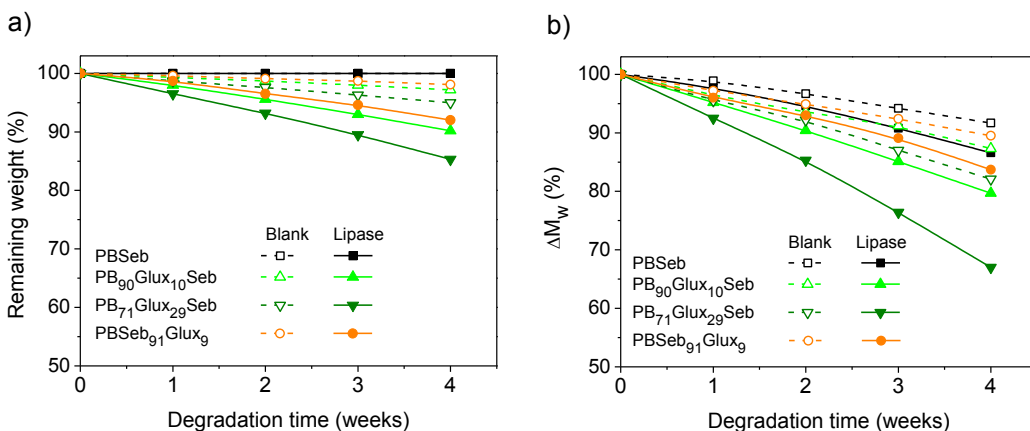 a)
Remaining weight (%)
100
90
80
70
60
50
Blank Lipase
PBSeb
PB₉₀Glux₁₀Seb
PB₇₁Glux₂₉Seb
PBSeb₉₁Glux₉
0 1 2 3 4
Degradation time (weeks)
b)
ΔM_w (%)
100
90
80
70
60
50
Blank Lipase
PBSeb
PB₉₀Glux₁₀Seb
PB₇₁Glux₂₉Seb
PBSeb₉₁Glux₉
0 1 2 3 4
Degradation time (weeks)